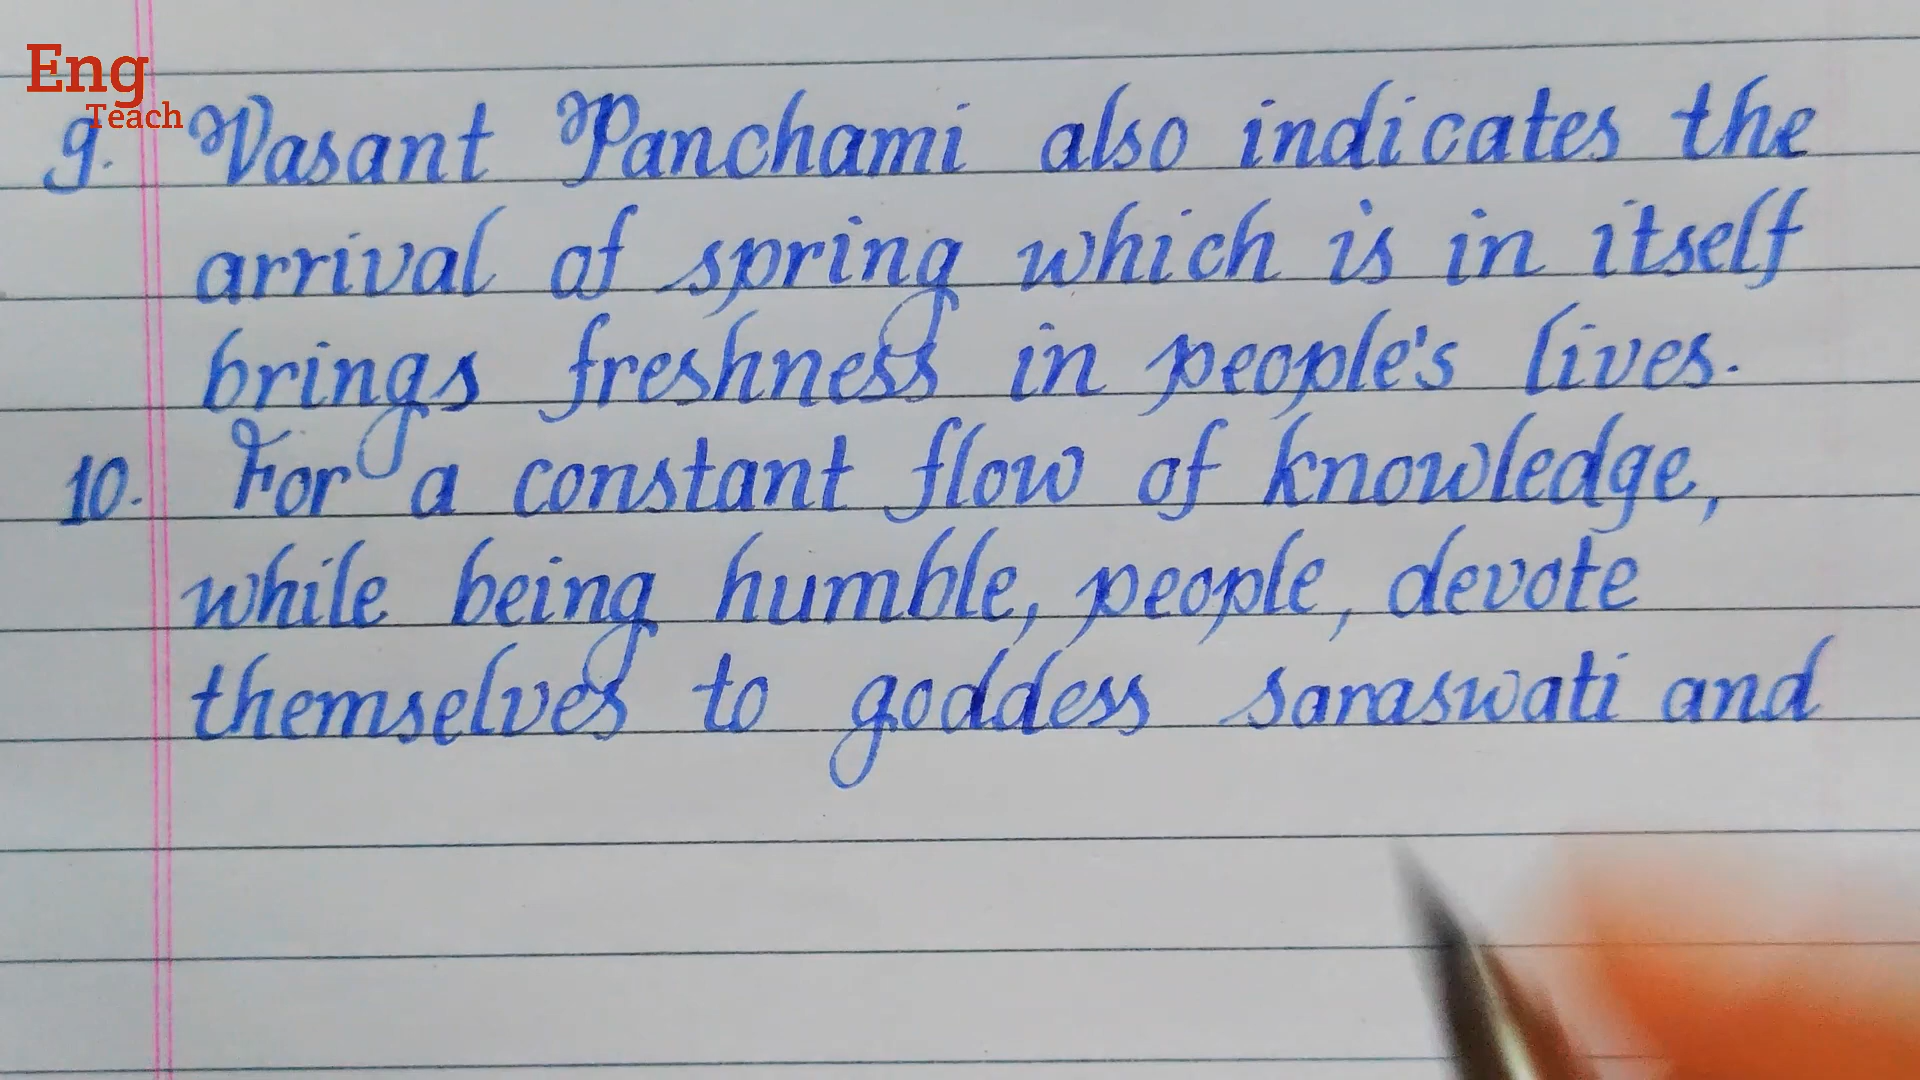 Eng
Teach
9. Vasant Panchami also indicates the
arrival of spring which is in itself
brings freshness in people's lives.
10. For a constant flow of knowledge,
while being humble, people, devote
themselves to goddess saraswati and